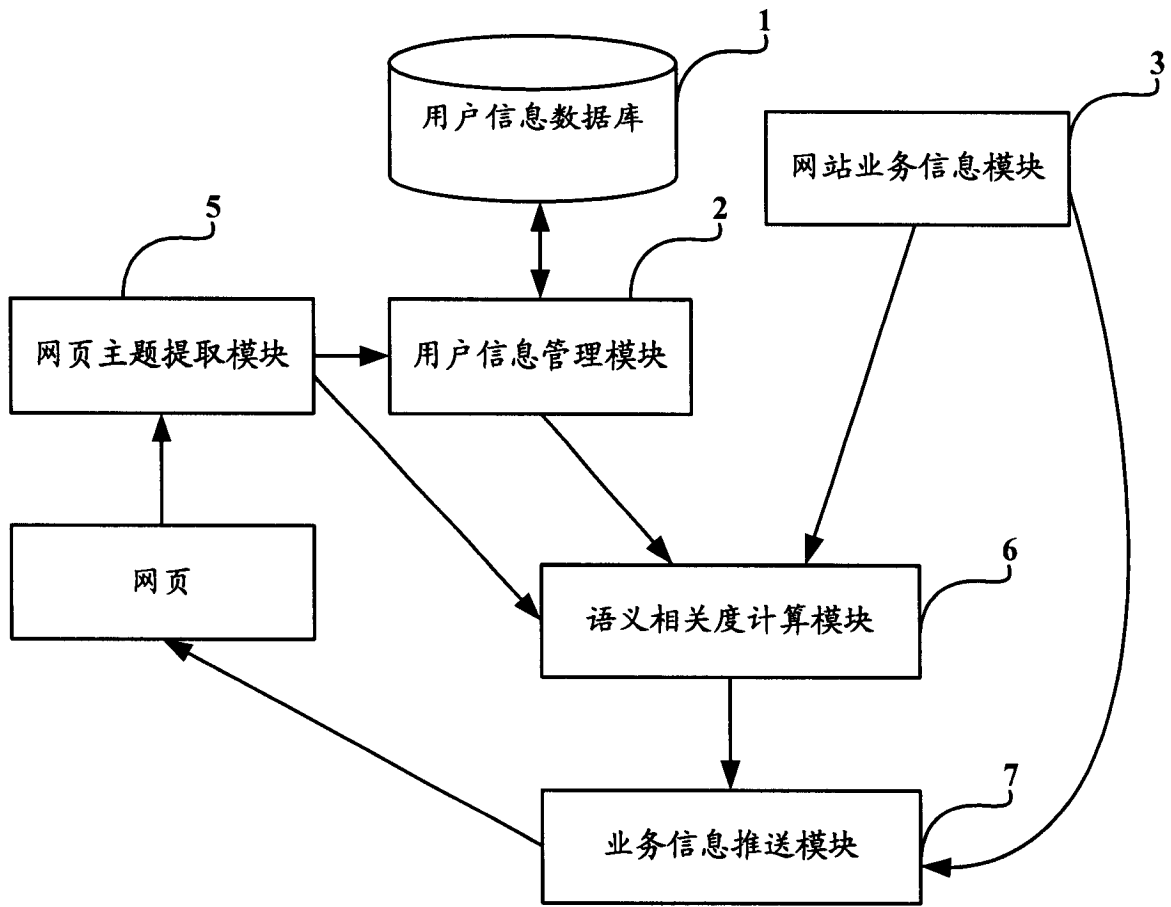 1
用户信息数据库
3
网站业务信息模块
5
2
网页主题提取模块
用户信息管理模块
网页
6
语义相关度计算模块
7
业务信息推送模块